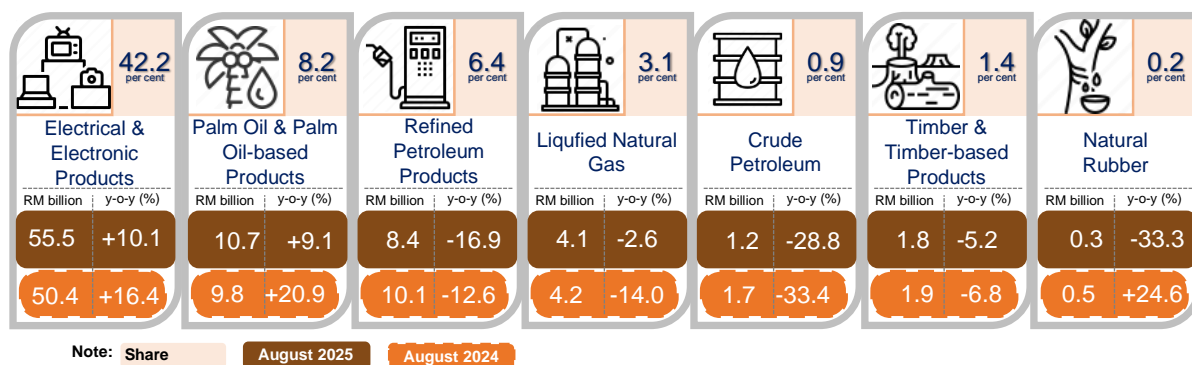 42.2
per cent
Electrical &
Electronic
Products
RM billion y-o-y (%)
55.5 +10.1
50.4 +16.4
8.2
per cent
Palm Oil & Palm
Oil-based
Products
RM billion y-o-y (%)
10.7 +9.1
9.8 +20.9
6.4
per cent
Refined
Petroleum
Products
RM billion y-o-y (%)
8.4 -16.9
10.1 -12.6
3.1
per cent
Liqufied Natural
Gas
RM billion y-o-y (%)
4.1 -2.6
4.2 -14.0
0.9
per cent
Crude
Petroleum
RM billion y-o-y (%)
1.2 -28.8
1.7 -33.4
1.4
per cent
Timber &
Timber-based
Products
RM billion y-o-y (%)
1.8 -5.2
1.9 -6.8
0.2
per cent
Natural
Rubber
RM billion y-o-y (%)
0.3 -33.3
0.5 +24.6
Note: Share August 2025 August 2024